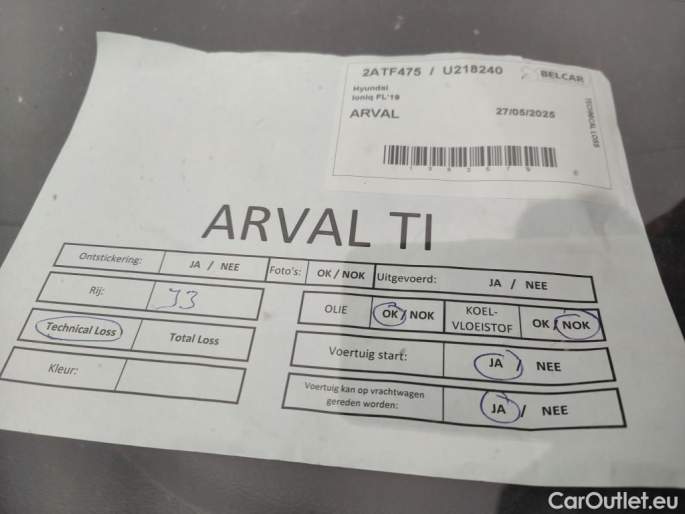 2ATF475 / U218240 BELCAR
Hyundai
Ioniq FL'19
ARVAL 27/05/2025
TECHNICAL LOSS
ARVAL TI
Ontstickering: JA / NEE Foto's: OK / NOK Uitgevoerd: JA / NEE
Rij: J3
OLIE OK / NOK KOEL-
VLOEISTOF OK / NOK
Technical Loss Total Loss
Voertuig start: JA / NEE
Kleur:
Voertuig kan op vrachtwagen
gereden worden: JA / NEE
CarOutlet.eu